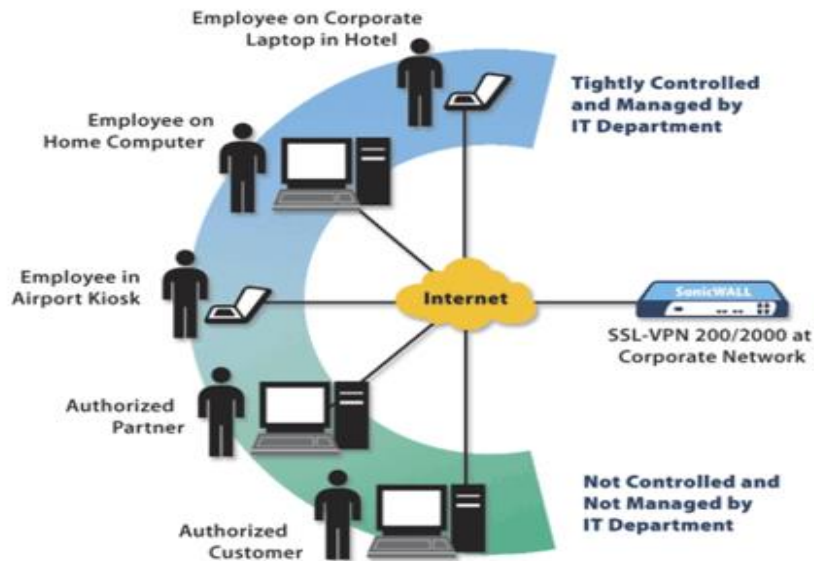 Employee on Corporate
Laptop in Hotel
Tightly Controlled
and Managed by
IT Department
Employee on
Home Computer
Employee in
Airport Kiosk
Internet
SonicWALL
SSL-VPN 200/2000 at
Corporate Network
Authorized
Partner
Not Controlled and
Not Managed by
IT Department
Authorized
Customer